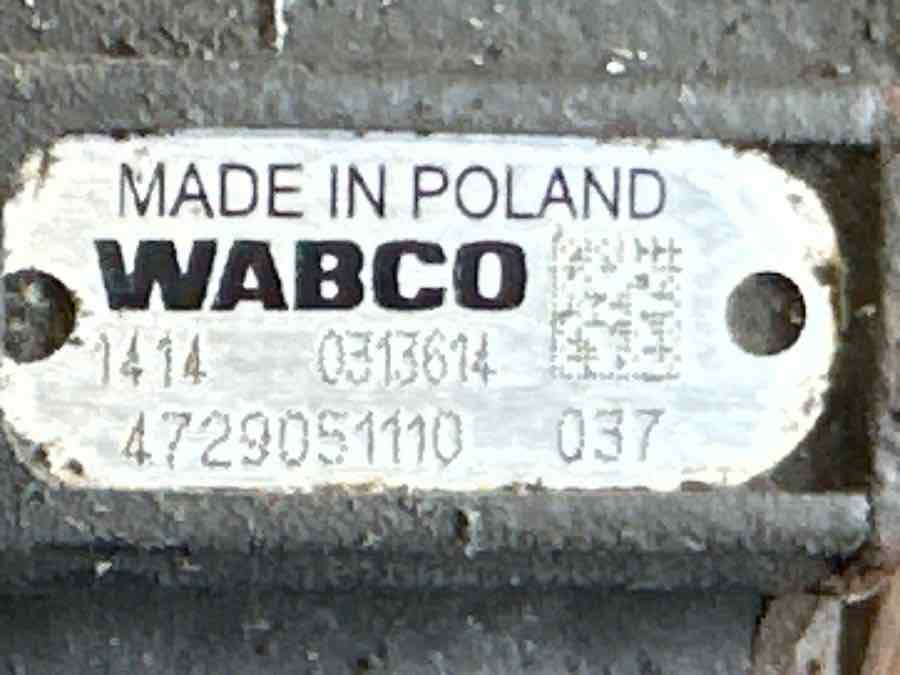 MADE IN POLAND
WABCO
1414 0313614
4729051110 037